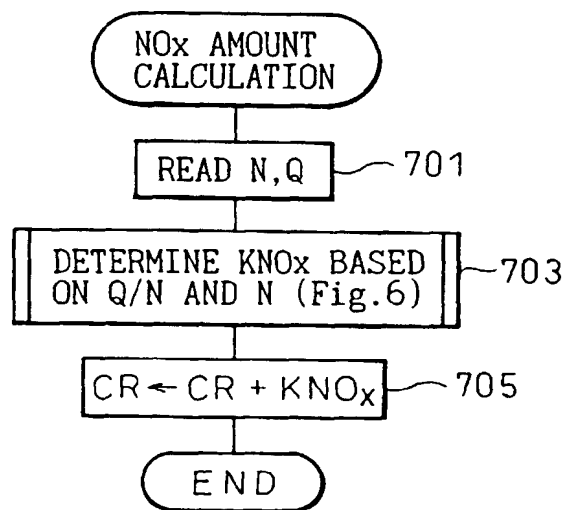 NOx AMOUNT
CALCULATION
READ N,Q
701
DETERMINE KNOx BASED
ON Q/N AND N (Fig.6)
703
CR ← CR + KNOx
705
END